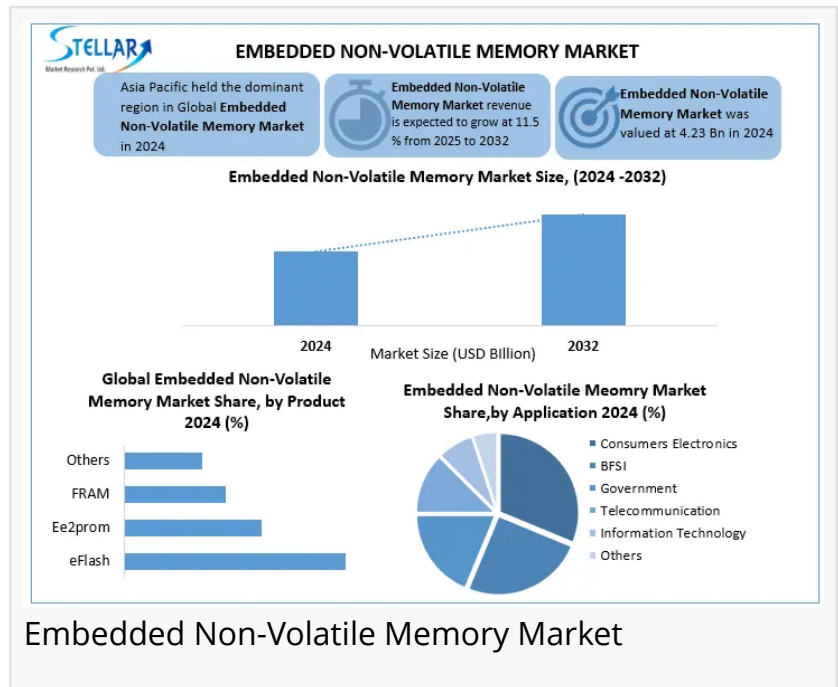 STELLAR
Market Research Pvt. Ltd.
EMBEDDED NON-VOLATILE MEMORY MARKET
Asia Pacific held the dominant
region in Global Embedded
Non-Volatile Memory Market
in 2024
Embedded Non-Volatile
Memory Market revenue
is expected to grow at 11.5
% from 2025 to 2032
Embedded Non-Volatile
Memory Market was
valued at 4.23 Bn in 2024
Embedded Non-Volatile Memory Market Size, (2024 -2032)
2024
Market Size (USD BIllion)
2032
Global Embedded Non-Volatile
Memory Market Share, by Product
2024 (%)
Others
FRAM
Ee2prom
eFlash
Embedded Non-Volatile Meomry Market
Share,by Application 2024 (%)
Consumers Electronics
BFSI
Government
Telecommunication
Information Technology
Others
Embedded Non-Volatile Memory Market